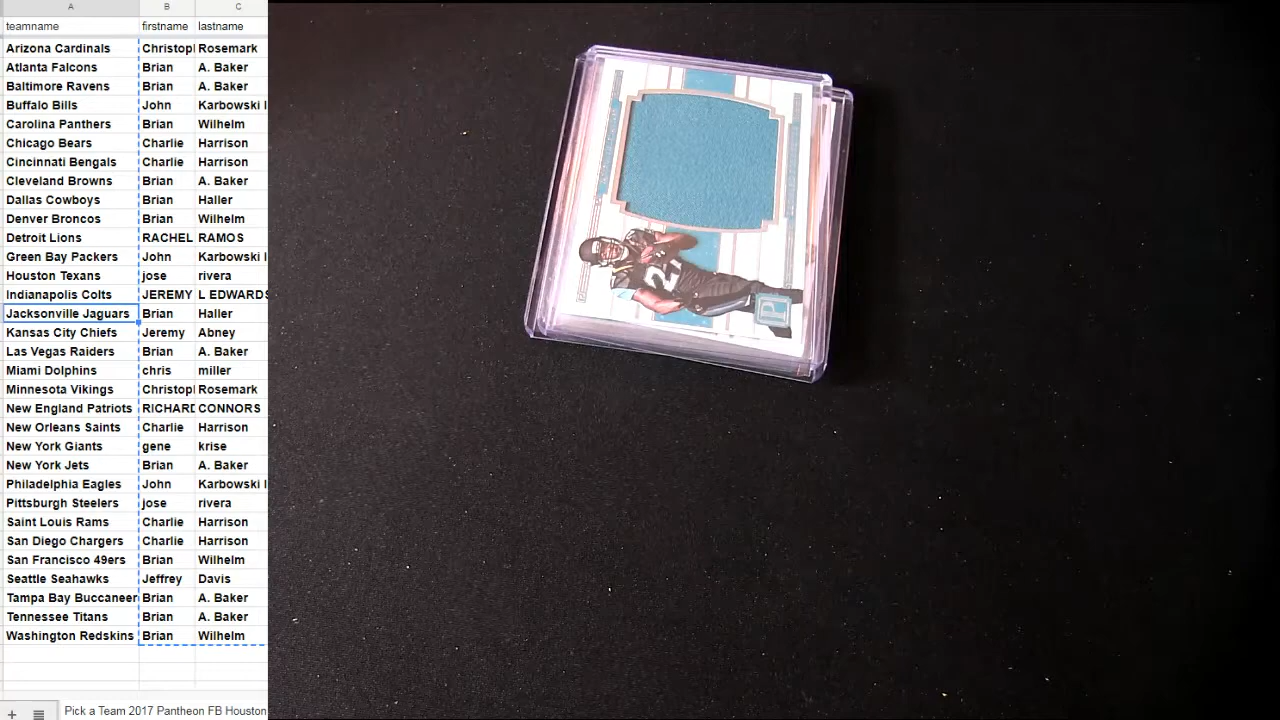 A B C
teamname firstname lastname
Arizona Cardinals Christopl Rosemark
Atlanta Falcons Brian A. Baker
Baltimore Ravens Brian A. Baker
Buffalo Bills John Karbowski I
Carolina Panthers Brian Wilhelm
Chicago Bears Charlie Harrison
Cincinnati Bengals Charlie Harrison
Cleveland Browns Brian A. Baker
Dallas Cowboys Brian Haller
Denver Broncos Brian Wilhelm
Detroit Lions RACHEL RAMOS
Green Bay Packers John Karbowski I
Houston Texans jose rivera
Indianapolis Colts JEREMY L EDWARDS
Jacksonville Jaguars Brian Haller
Kansas City Chiefs Jeremy Abney
Las Vegas Raiders Brian A. Baker
Miami Dolphins chris miller
Minnesota Vikings Christopl Rosemark
New England Patriots RICHARD CONNORS
New Orleans Saints Charlie Harrison
New York Giants gene krise
New York Jets Brian A. Baker
Philadelphia Eagles John Karbowski I
Pittsburgh Steelers jose rivera
Saint Louis Rams Charlie Harrison
San Diego Chargers Charlie Harrison
San Francisco 49ers Brian Wilhelm
Seattle Seahawks Jeffrey Davis
Tampa Bay Buccaneer Brian A. Baker
Tennessee Titans Brian A. Baker
Washington Redskins Brian Wilhelm
Pick a Team 2017 Pantheon FB Houston